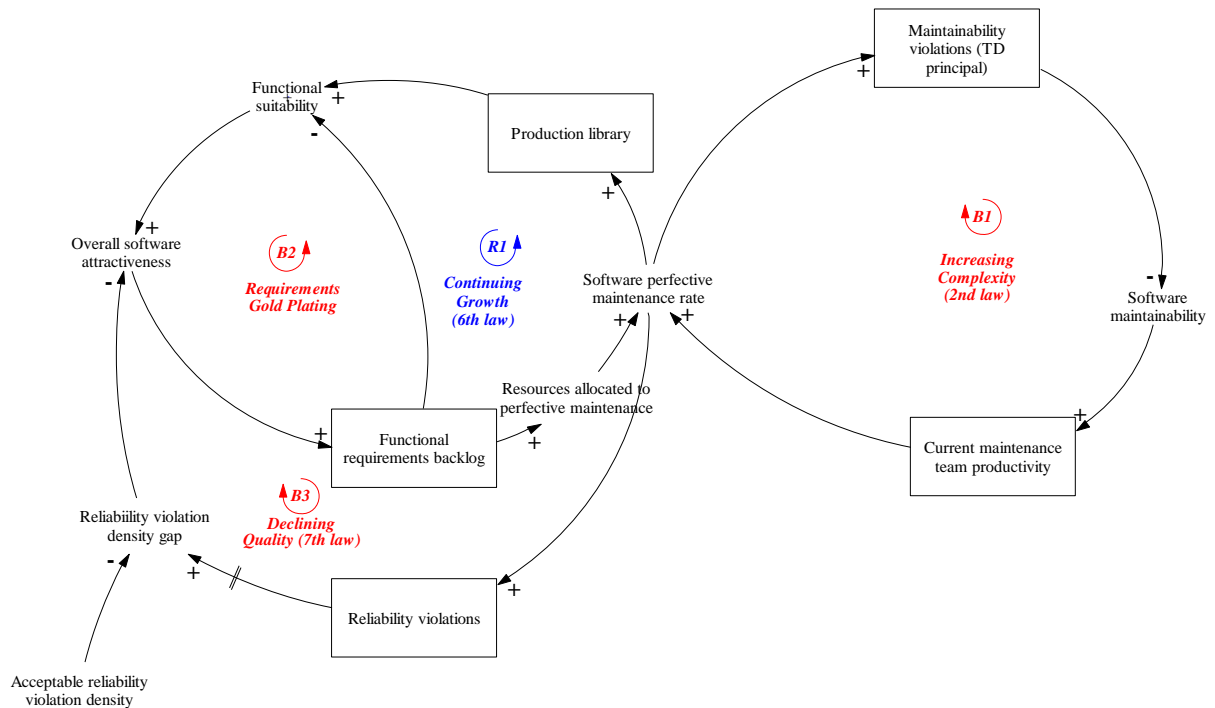 Maintainability
violations (TD
principal)
Functional
suitability
+
+
+
-
Production library
+
+
Overall software
attractiveness
-
B2
Requirements
Gold Plating
R1
Continuing
Growth
(6th law)
Software perfective
maintenance rate
+
+
B1
Increasing
Complexity
(2nd law)
-
Software
maintainability
Resources allocated to
perfective maintenance
+
+
Functional
requirements backlog
+
Current maintenance
team productivity
B3
Declining
Quality (7th law)
Reliability violation
density gap
-
+
Reliability violations
+
Acceptable reliability
violation density